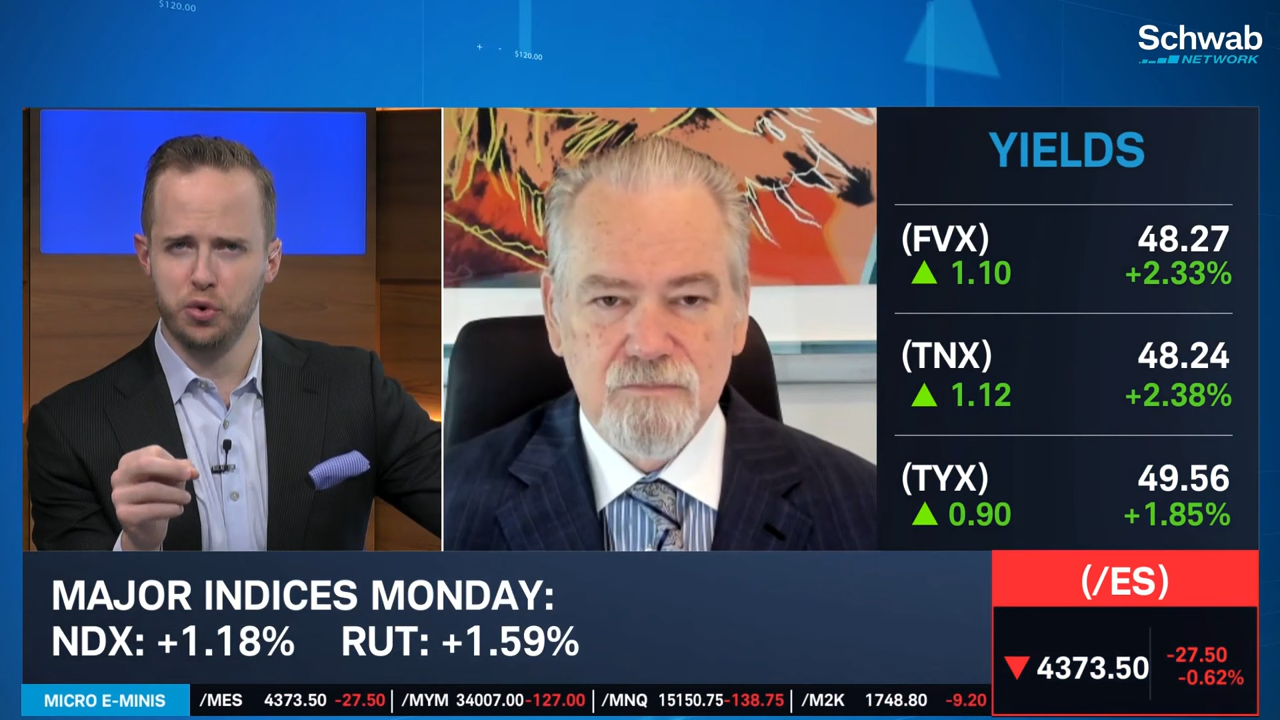 $120.00
$120.00
Schwab
NETWORK
YIELDS
(FVX) 48.27
▲ 1.10 +2.33%
(TNX) 48.24
▲ 1.12 +2.38%
(TYX) 49.56
▲ 0.90 +1.85%
MAJOR INDICES MONDAY:
NDX: +1.18% RUT: +1.59%
(/ES)
▼ 4373.50 -27.50
-0.62%
MICRO E-MINIS /MES 4373.50 -27.50 | /MYM 34007.00 -127.00 | /MNQ 15150.75 -138.75 | /M2K 1748.80 -9.20